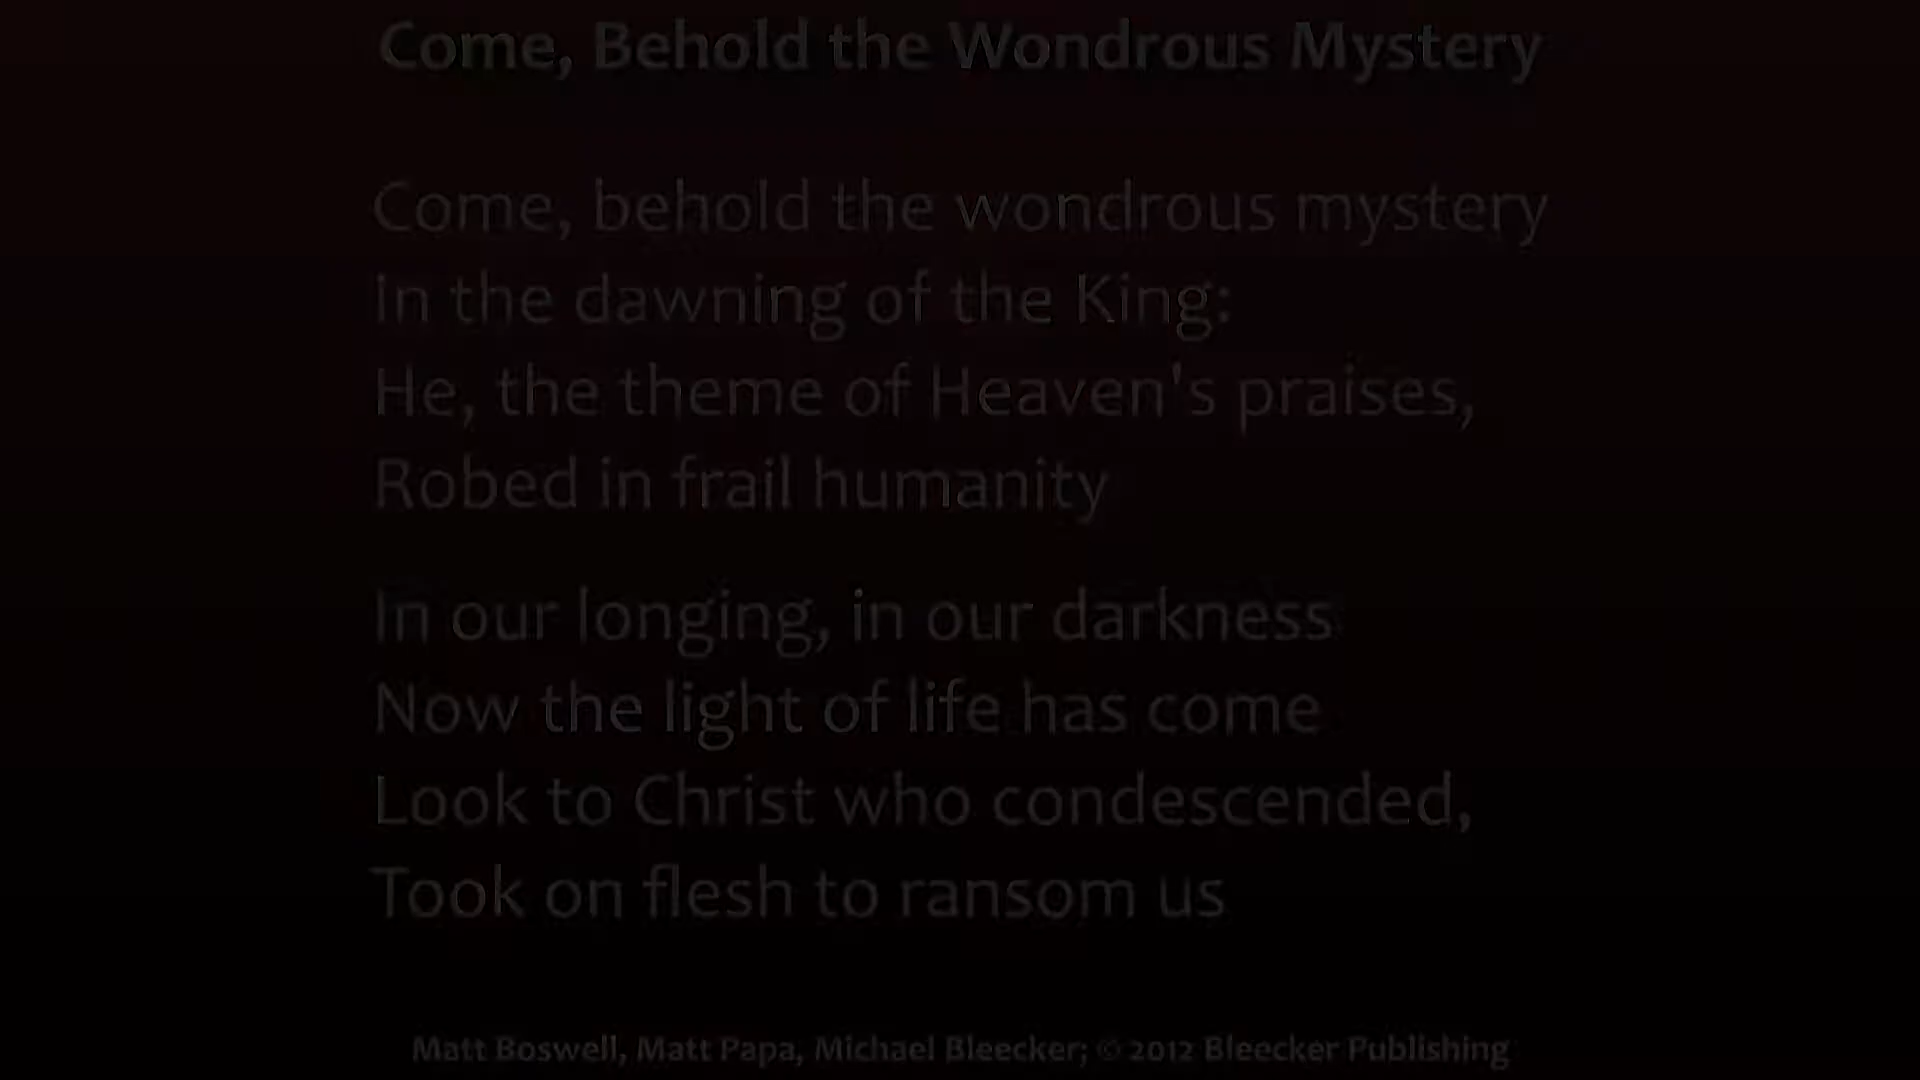 Come, Behold the Wondrous Mystery
Come, behold the wondrous mystery
In the dawning of the King:
He, the theme of Heaven's praises,
Robed in frail humanity
In our longing, in our darkness
Now the light of life has come
Look to Christ who condescended,
Took on flesh to ransom us
Matt Boswell, Matt Papa, Michael Bleecker; © 2012 Bleecker Publishing